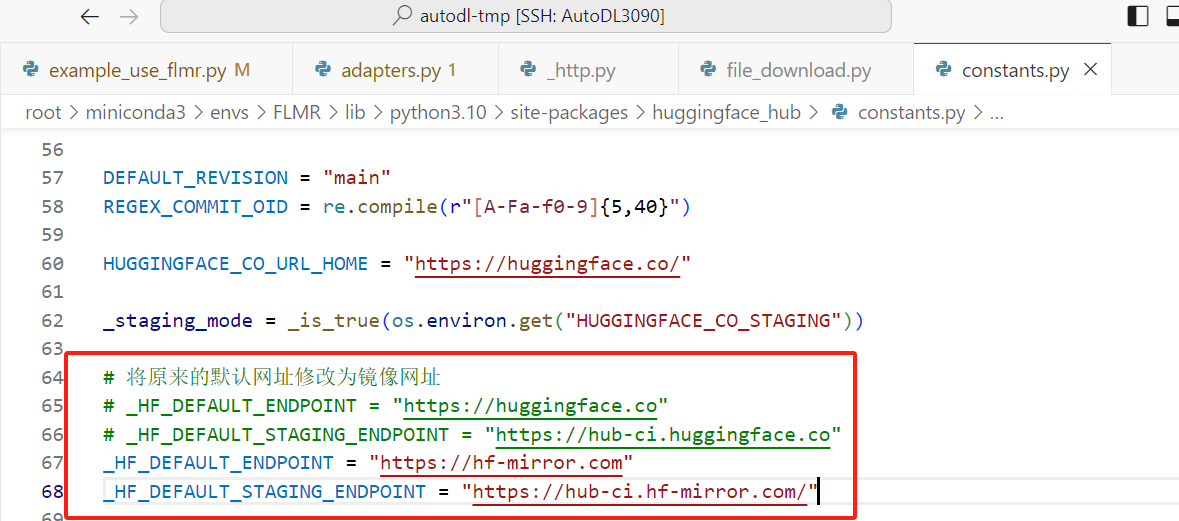 autodl-tmp [SSH: AutoDL3090]
example_use_flmr.py M adapters.py 1 _http.py file_download.py constants.py
root > miniconda3 > envs > FLMR > lib > python3.10 > site-packages > huggingface_hub > constants.py > ...
56
57 DEFAULT_REVISION = "main"
58 REGEX_COMMIT_OID = re.compile(r"[A-Fa-f0-9]{5,40}")
59
60 HUGGINGFACE_CO_URL_HOME = "https://huggingface.co/"
61
62 _staging_mode = _is_true(os.environ.get("HUGGINGFACE_CO_STAGING"))
63
64 # 将原来的默认网址修改为镜像网址
65 # _HF_DEFAULT_ENDPOINT = "https://huggingface.co"
66 # _HF_DEFAULT_STAGING_ENDPOINT = "https://hub-ci.huggingface.co"
67 _HF_DEFAULT_ENDPOINT = "https://hf-mirror.com"
68 _HF_DEFAULT_STAGING_ENDPOINT = "https://hub-ci.hf-mirror.com/"
69